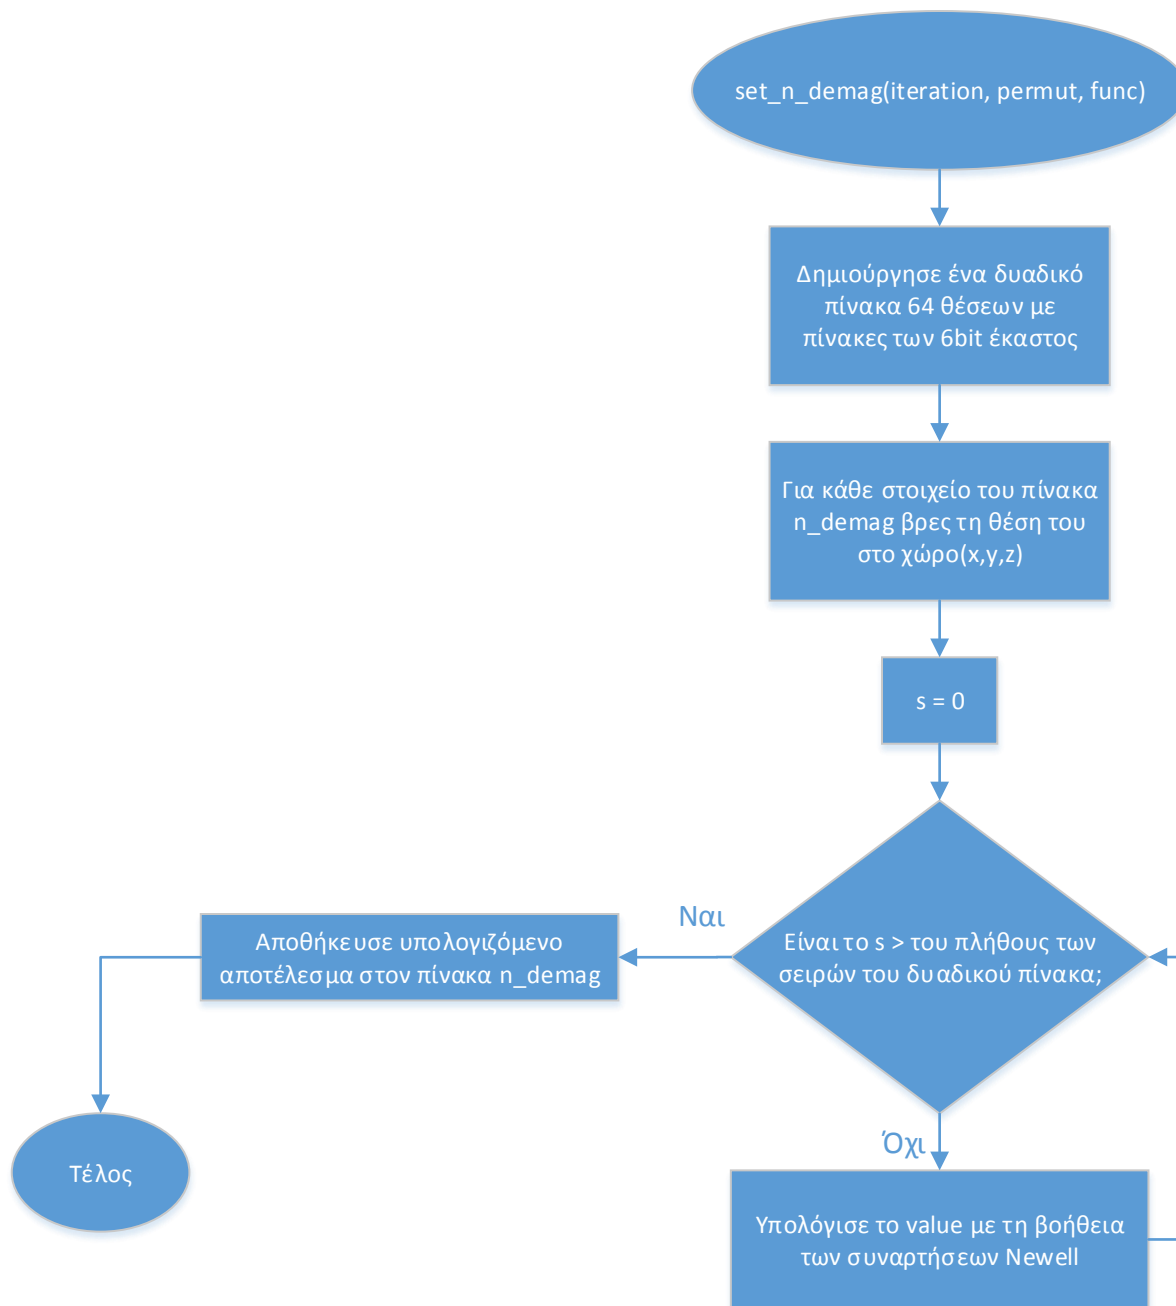 set_n_demag(iteration, permut, func)
Δημιούργησε ένα δυαδικό
πίνακα 64 θέσεων με
πίνακες των 6bit έκαστος
Για κάθε στοιχείο του πίνακα
n_demag βρες τη θέση του
στο χώρο(x,y,z)
s = 0
Είναι το s > του πλήθους των
σειρών του δυαδικού πίνακα;
Ναι
Αποθήκευσε υπολογιζόμενο
αποτέλεσμα στον πίνακα n_demag
Τέλος
Όχι
Υπολόγισε το value με τη βοήθεια
των συναρτήσεων Newell